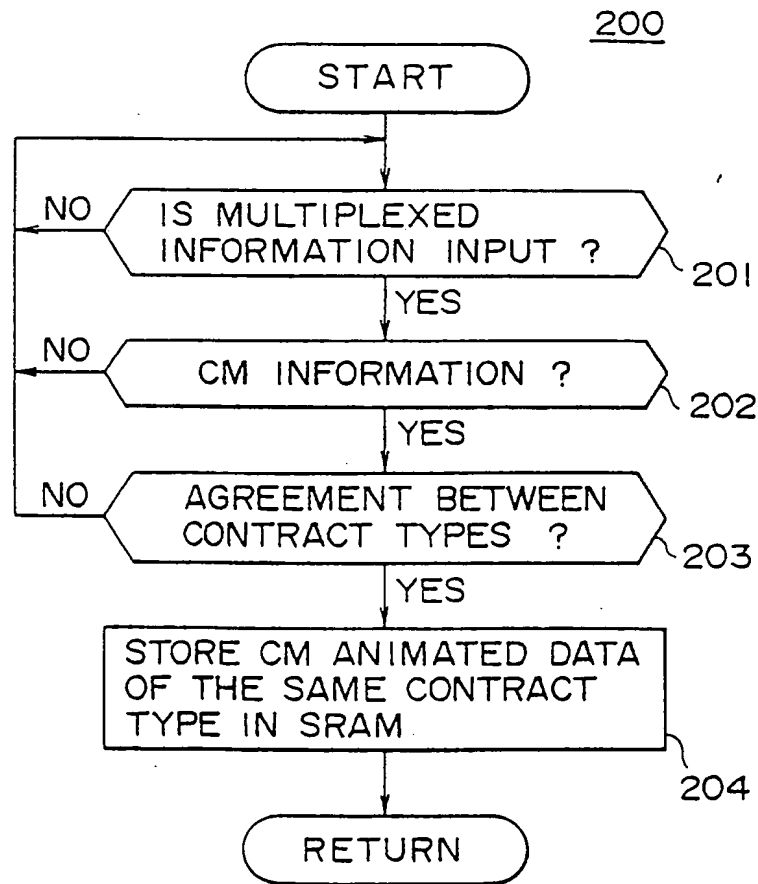 200
START
NO
IS MULTIPLEXED
INFORMATION INPUT ?
201
YES
NO
CM INFORMATION ?
202
YES
NO
AGREEMENT BETWEEN
CONTRACT TYPES ?
203
YES
STORE CM ANIMATED DATA
OF THE SAME CONTRACT
TYPE IN SRAM
204
RETURN